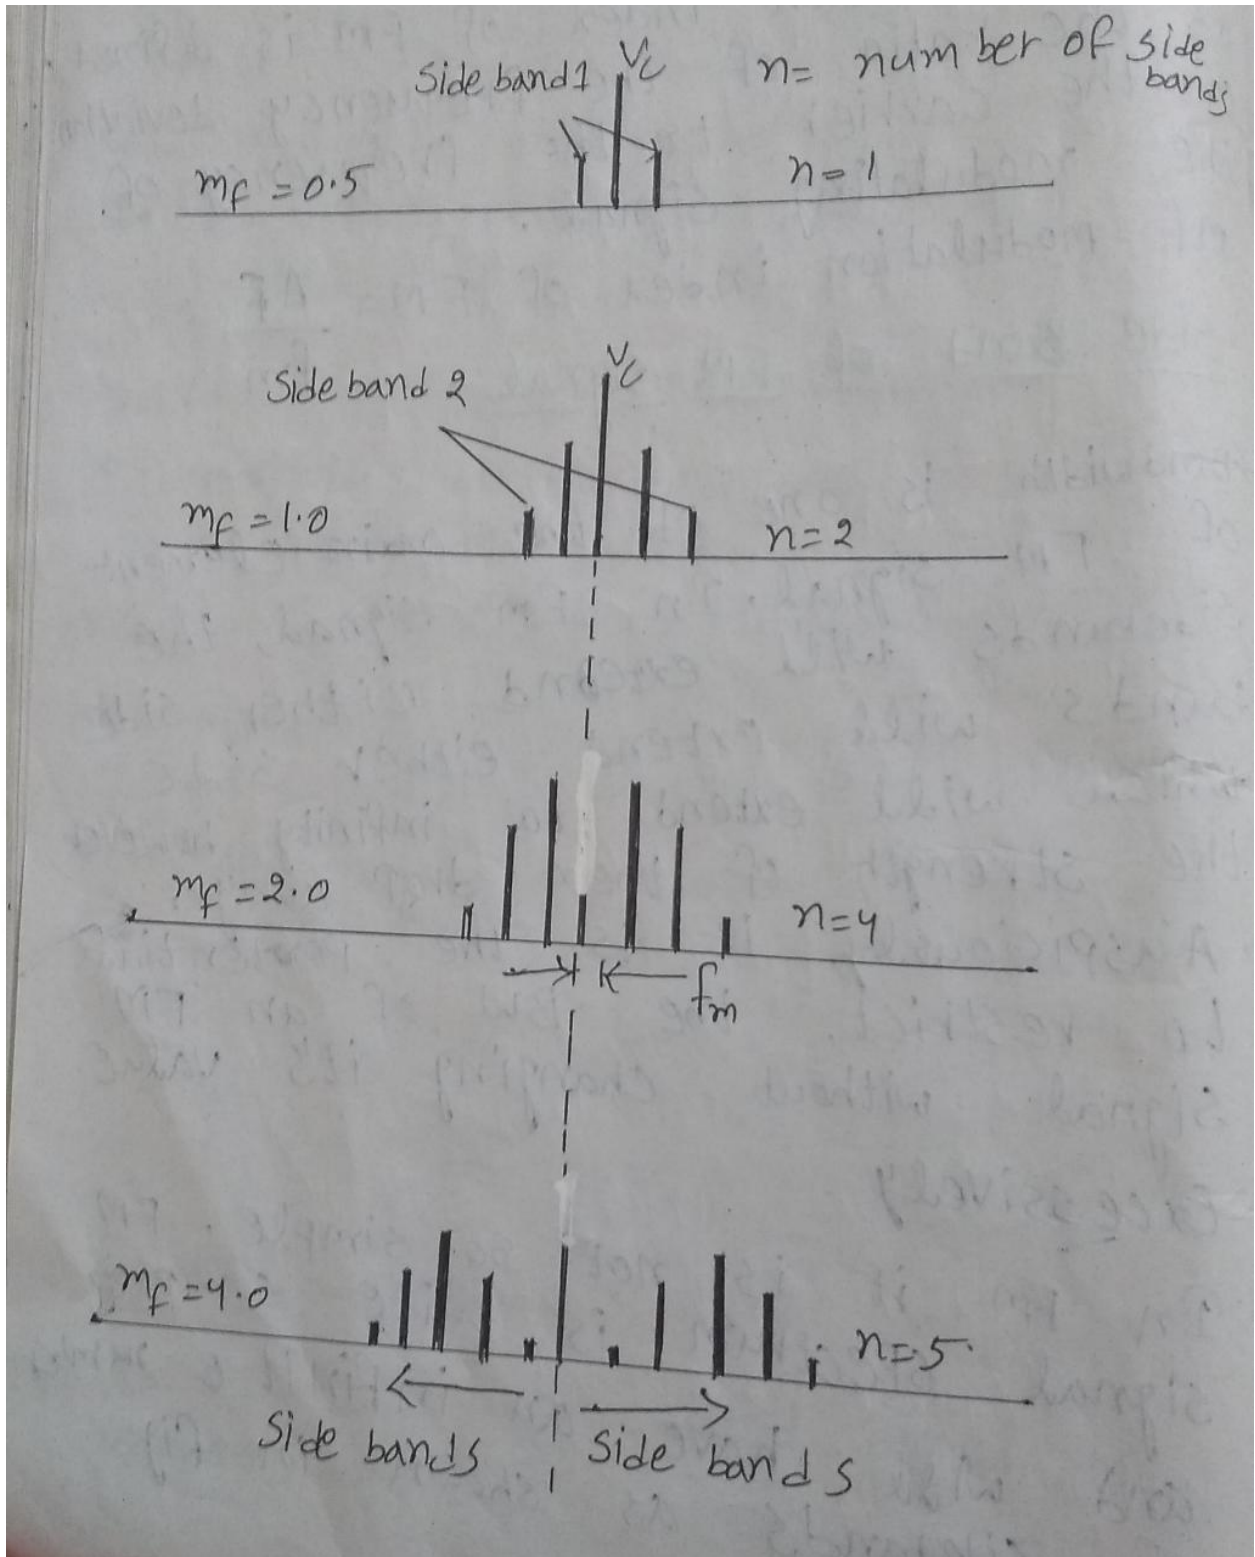 Side band 1
Vc
n= number of side
bands
mf = 0.5
n=1
Side band 2
Vc
mf = 1.0
n=2
mf = 2.0
n=4
fm
mf = 4.0
n=5
Side bands
Side bands